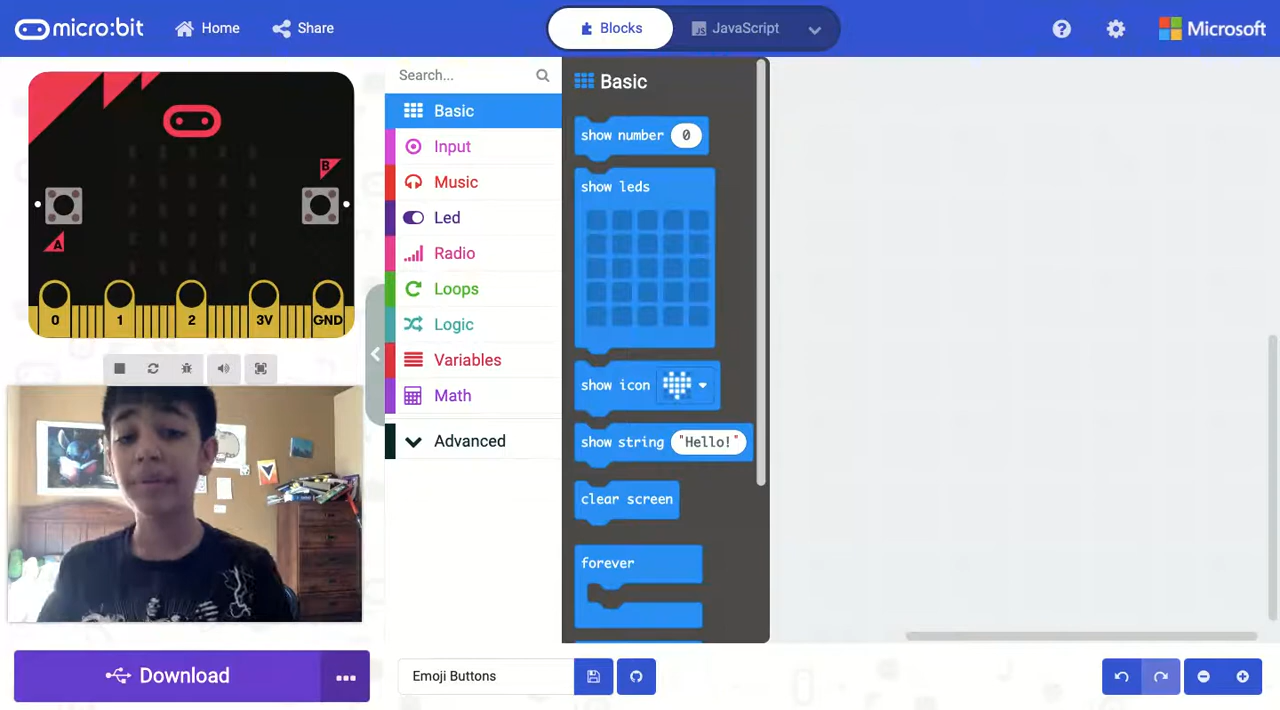 micro:bit
Home
Share
Blocks
JavaScript
Microsoft
Search...
Basic
Input
Music
Led
Radio
Loops
Logic
Variables
Math
Advanced
Basic
show number 0
show leds
show icon
show string "Hello!"
clear screen
forever
B
A
0 1 2 3V GND
Download
Emoji Buttons